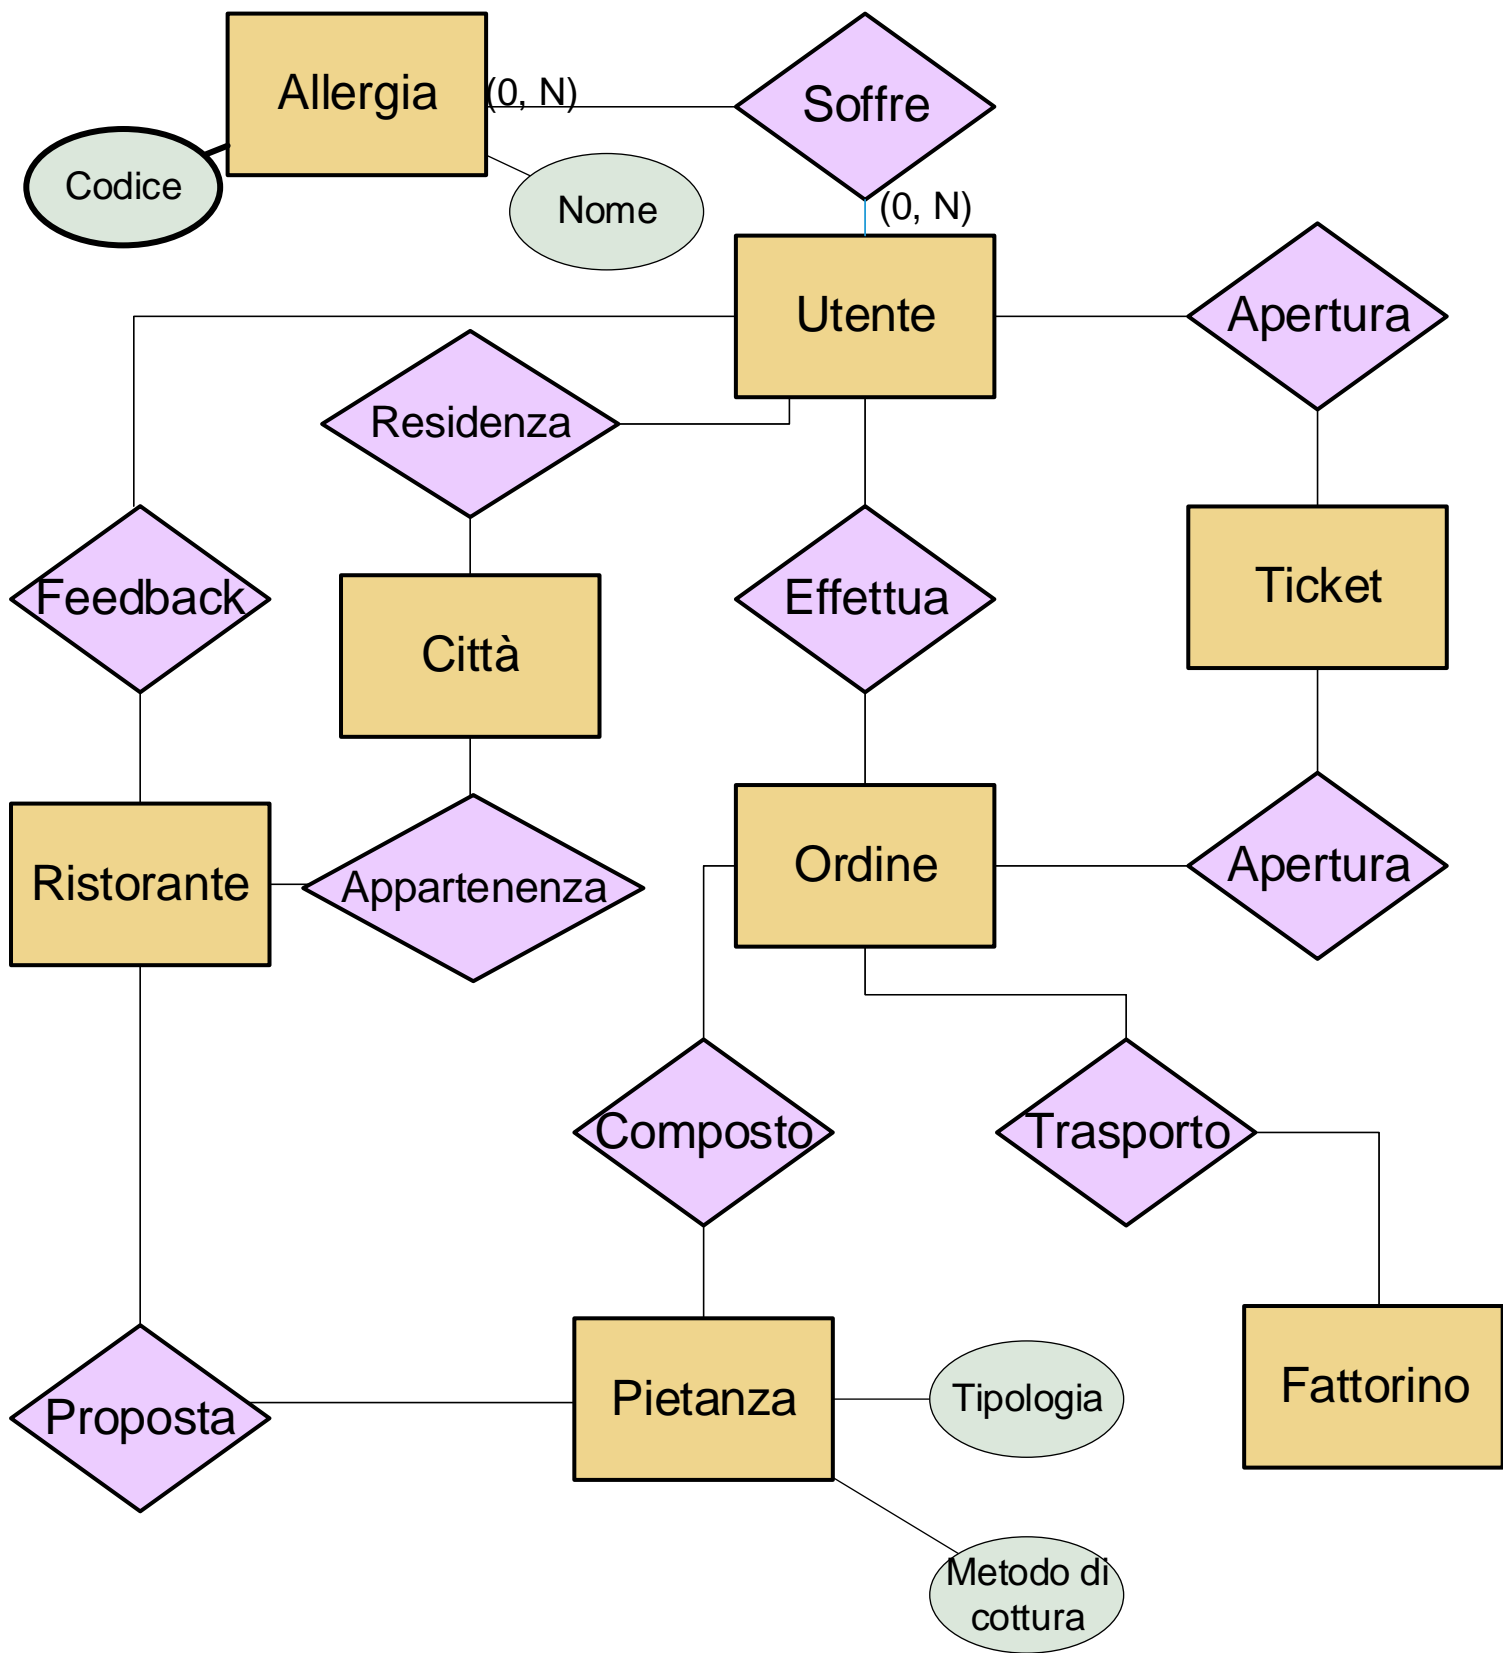 Allergia
(0, N)
Soffre
Codice
Nome
(0, N)
Utente
Apertura
Residenza
Feedback
Effettua
Ticket
Città
Ristorante
Appartenenza
Ordine
Apertura
Composto
Trasporto
Proposta
Pietanza
Tipologia
Fattorino
Metodo di
cottura